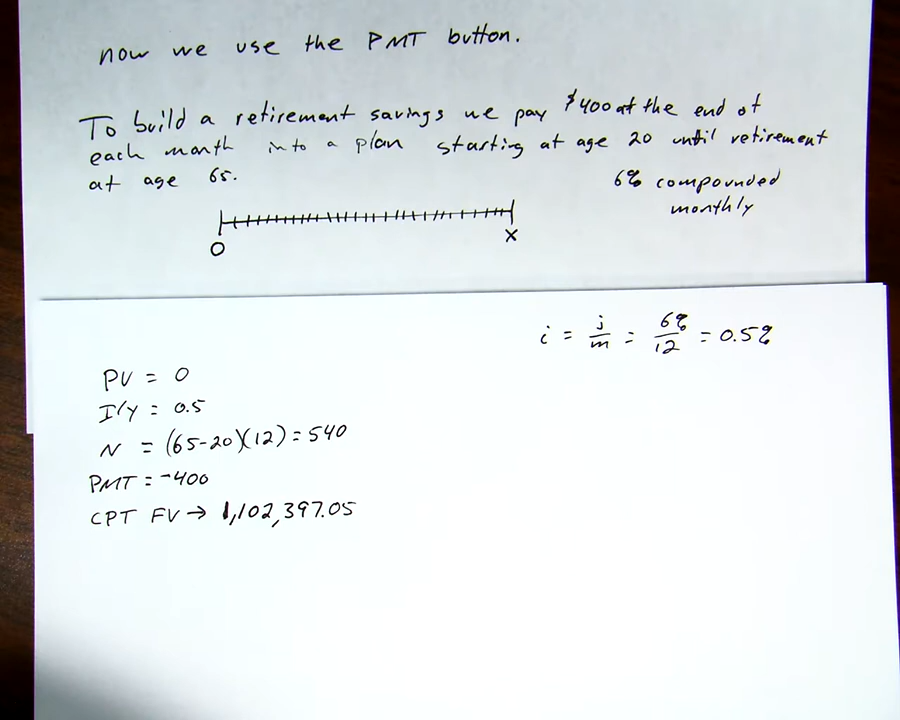 now we use the PMT button.
To build a retirement savings we pay $400 at the end of
each month into a plan starting at age 20 until retirement
at age 65.
6% compounded
monthly
0 X
i = j/m = 6%/12 = 0.5%
PV = 0
I/Y = 0.5
N = (65-20)(12) = 540
PMT = -400
CPT FV → 1,102,397.05